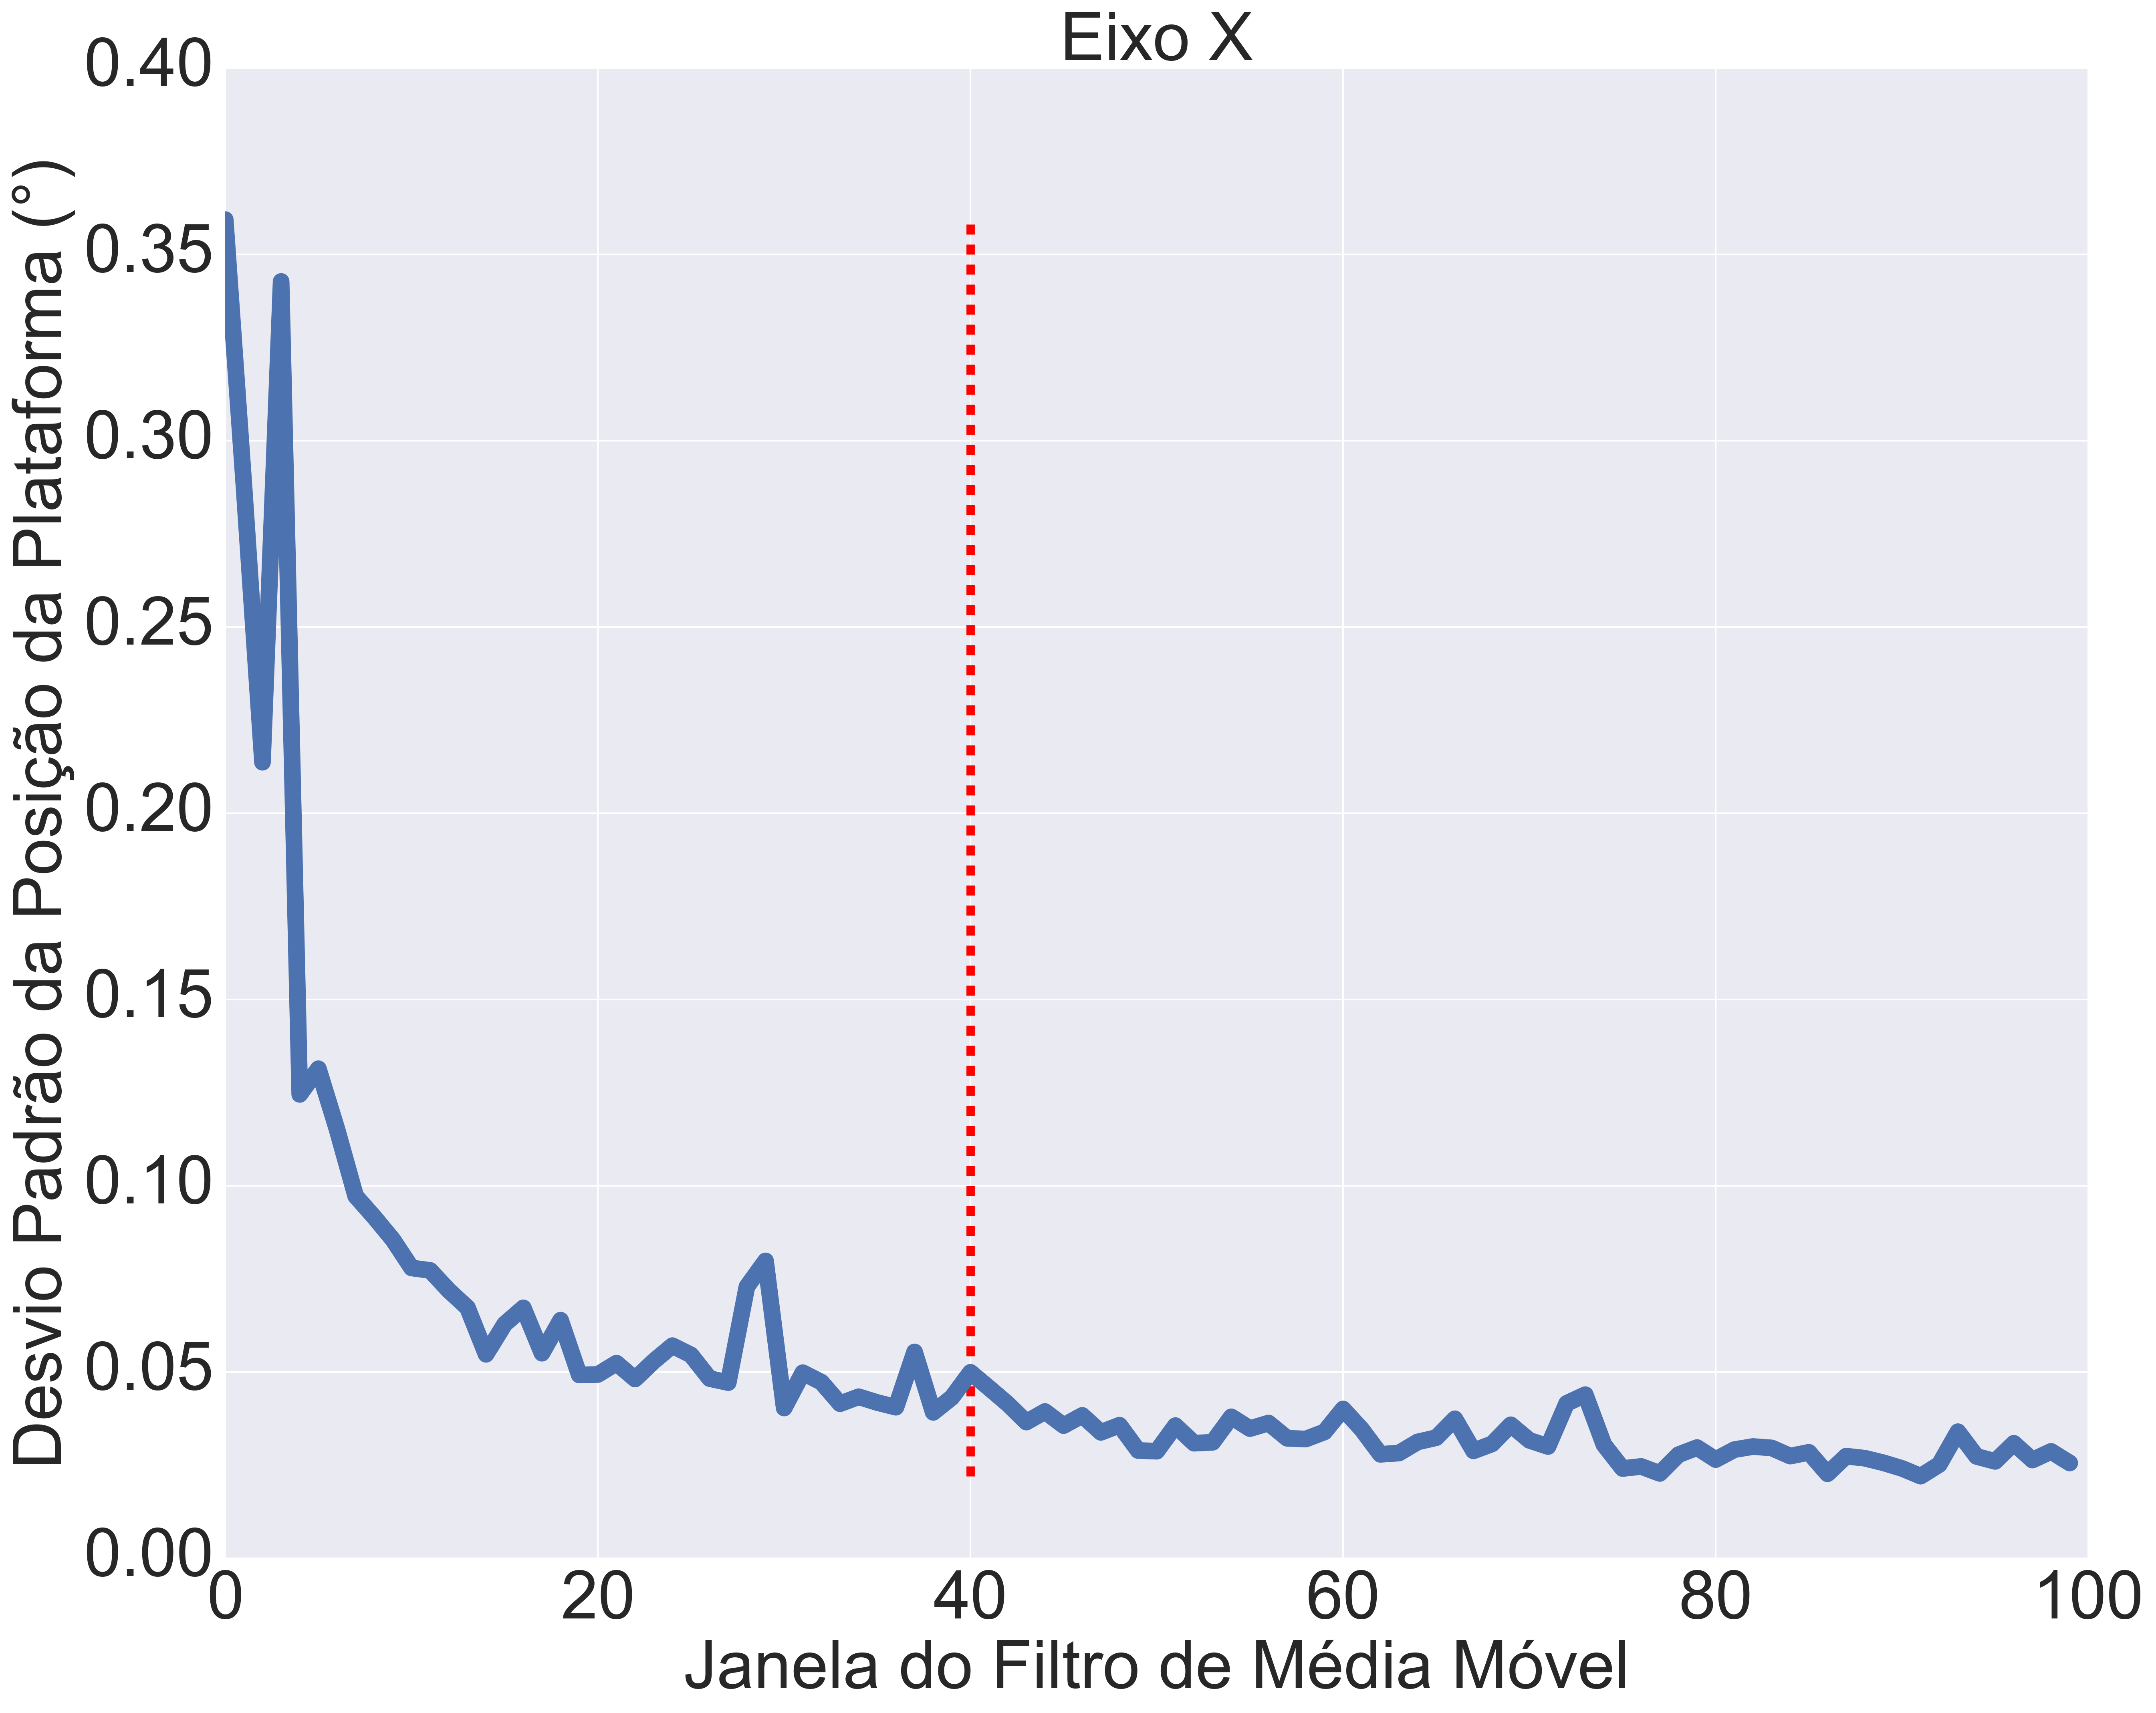 Eixo X
Desvio Padrão da Posição da Plataforma (°)
0.40
0.35
0.30
0.25
0.20
0.15
0.10
0.05
0.00
0 20 40 60 80 100
Janela do Filtro de Média Móvel